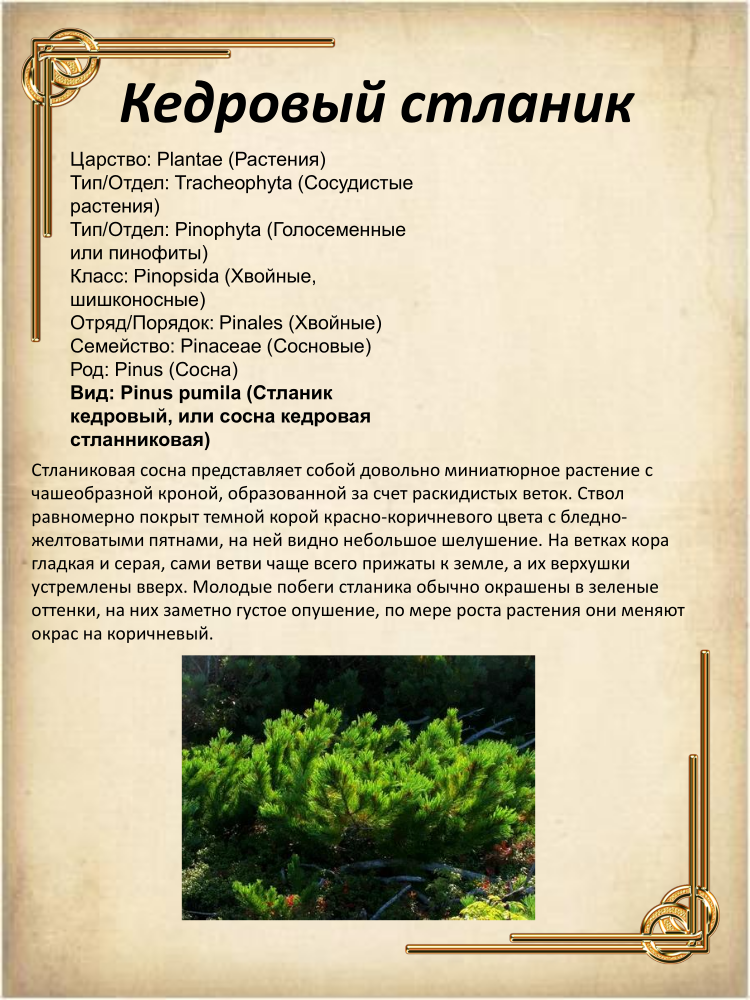 Кедровый стланик
Царство: Plantae (Растения)
Тип/Отдел: Tracheophyta (Сосудистые
растения)
Тип/Отдел: Pinophyta (Голосеменные
или пинофиты)
Класс: Pinopsida (Хвойные,
шишконосные)
Отряд/Порядок: Pinales (Хвойные)
Семейство: Pinaceae (Сосновые)
Род: Pinus (Сосна)
Вид: Pinus pumila (Стланик
кедровый, или сосна кедровая
стланниковая)
Стланиковая сосна представляет собой довольно миниатюрное растение с
чашеобразной кроной, образованной за счет раскидистых веток. Ствол
равномерно покрыт темной корой красно-коричневого цвета с бледно-
желтоватыми пятнами, на ней видно небольшое шелушение. На ветках кора
гладкая и серая, сами ветви чаще всего прижаты к земле, а их верхушки
устремлены вверх. Молодые побеги стланика обычно окрашены в зеленые
оттенки, на них заметно густое опушение, по мере роста растения они меняют
окрас на коричневый.